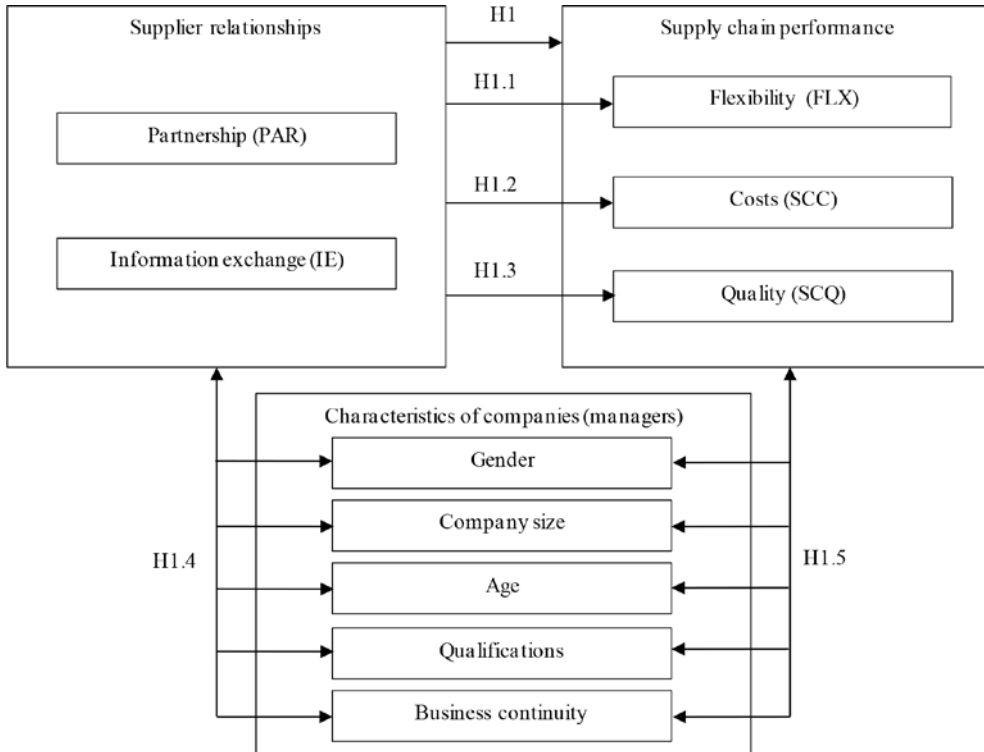 H1
Supplier relationships
Supply chain performance
H1.1
Flexibility (FLX)
Partnership (PAR)
H1.2
Costs (SCC)
Information exchange (IE)
H1.3
Quality (SCQ)
Characteristics of companies (managers)
Gender
Company size
H1.4
H1.5
Age
Qualifications
Business continuity